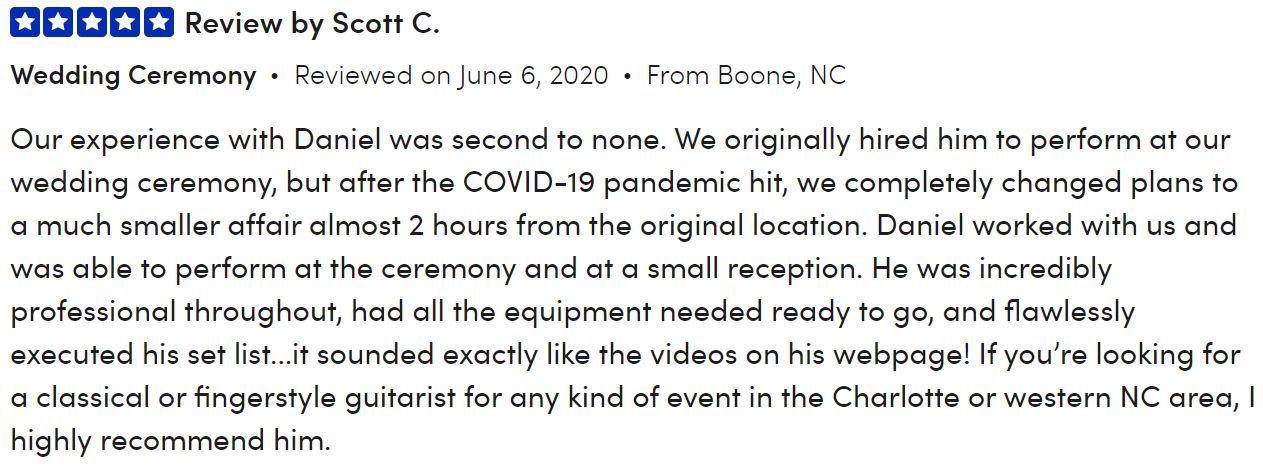 Review by Scott C.
Wedding Ceremony • Reviewed on June 6, 2020 • From Boone, NC
Our experience with Daniel was second to none. We originally hired him to perform at our
wedding ceremony, but after the COVID-19 pandemic hit, we completely changed plans to
a much smaller affair almost 2 hours from the original location. Daniel worked with us and
was able to perform at the ceremony and at a small reception. He was incredibly
professional throughout, had all the equipment needed ready to go, and flawlessly
executed his set list...it sounded exactly like the videos on his webpage! If you’re looking for
a classical or fingerstyle guitarist for any kind of event in the Charlotte or western NC area, I
highly recommend him.